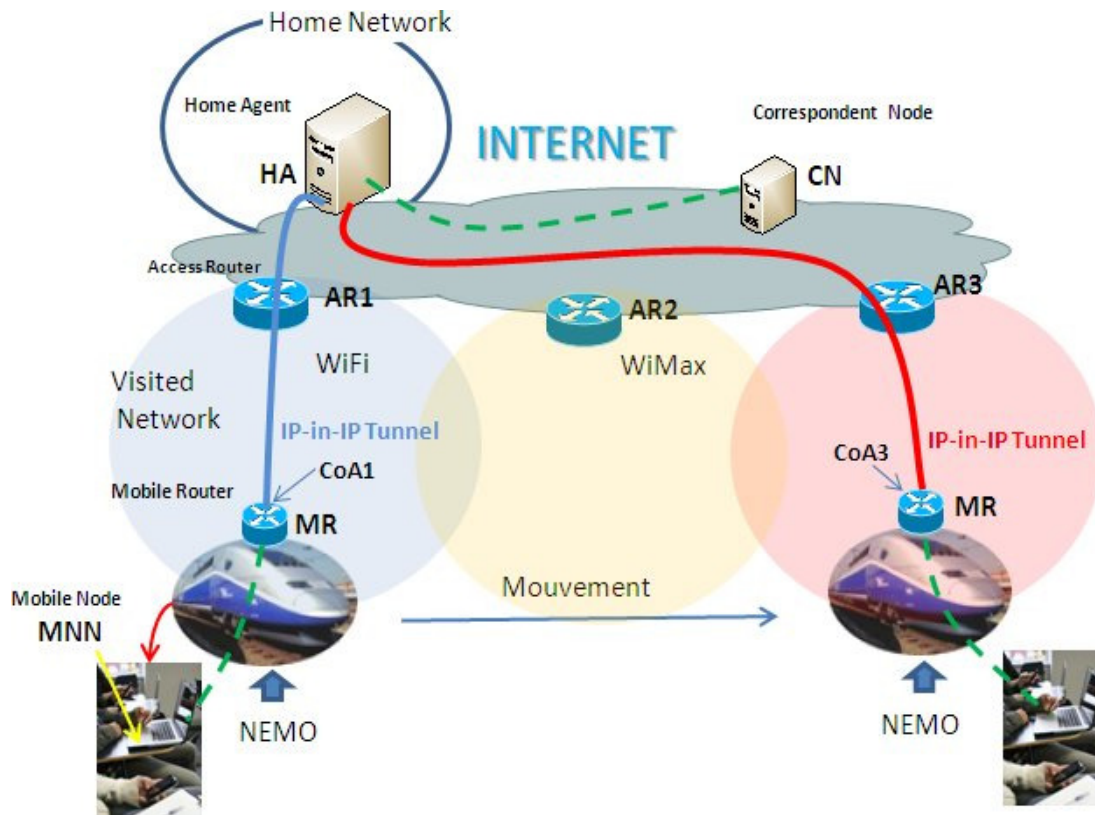 Home Network
Home Agent
HA
INTERNET
Correspondent Node
CN
Access Router
AR1
AR2
AR3
WiFi
WiMax
Visited
Network
IP-in-IP Tunnel
IP-in-IP Tunnel
CoA1
CoA3
Mobile Router
MR
MR
Mouvement
Mobile Node
MNN
NEMO
NEMO